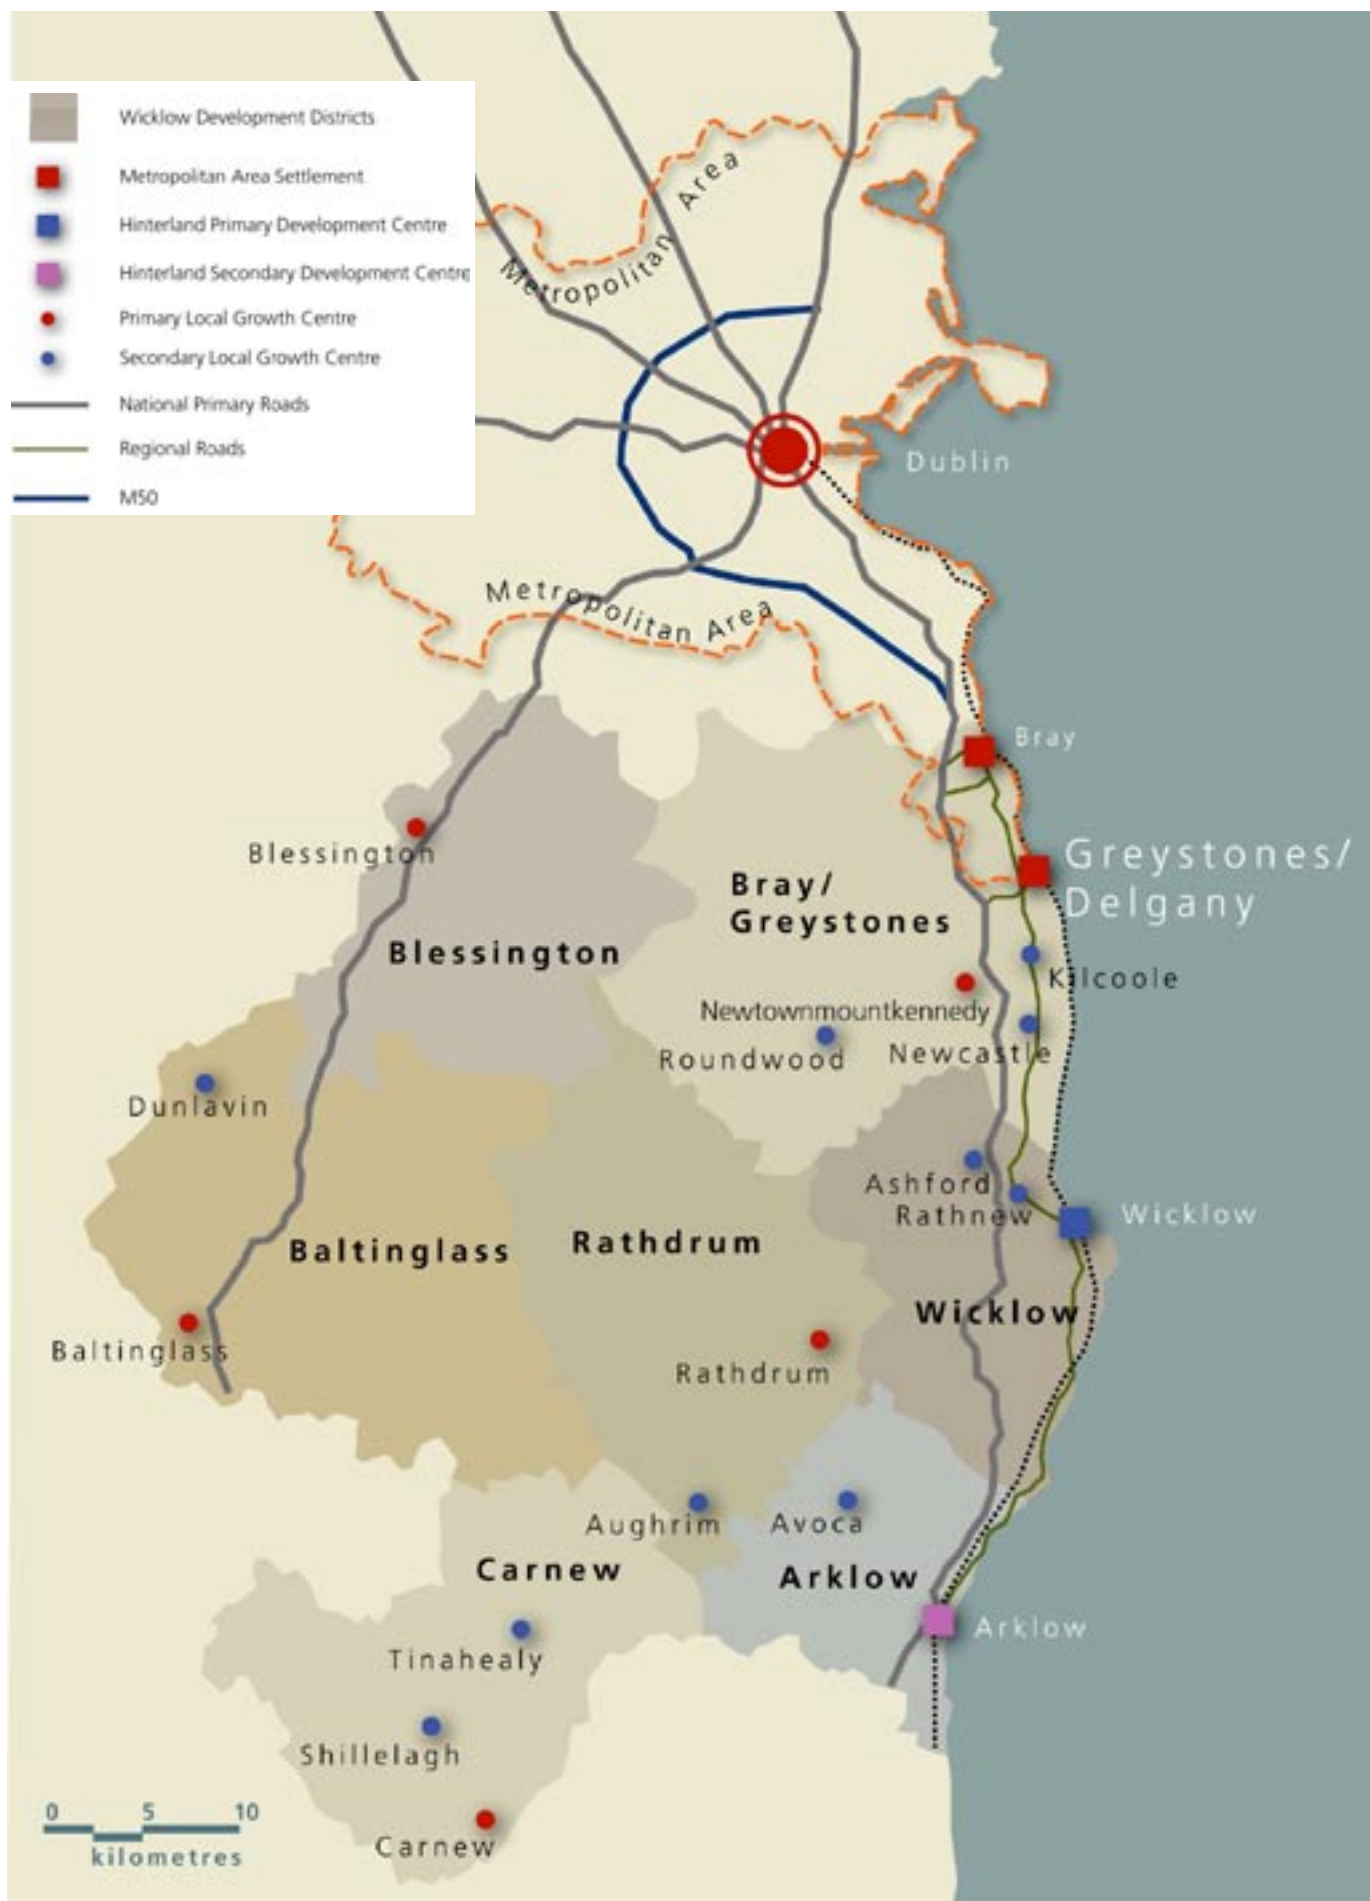 Wicklow Development Districts
Metropolitan Area Settlement
Hinterland Primary Development Centre
Hinterland Secondary Development Centre
Primary Local Growth Centre
Secondary Local Growth Centre
National Primary Roads
Regional Roads
M50
Metropolitan Area
Dublin
Metropolitan Area
Bray
Blessington
Greystones/
Delgany
Bray/
Greystones
Blessington
Kilcoole
Newtownmountkennedy
Roundwood
Newcastle
Dunlavin
Ashford
Rathnew
Wicklow
Baltinglass
Rathdrum
Wicklow
Baltinglass
Rathdrum
Aughrim
Avoca
Carnew
Arklow
Arklow
Tinahealy
Shillelagh
Carnew
0 5 10
kilometres